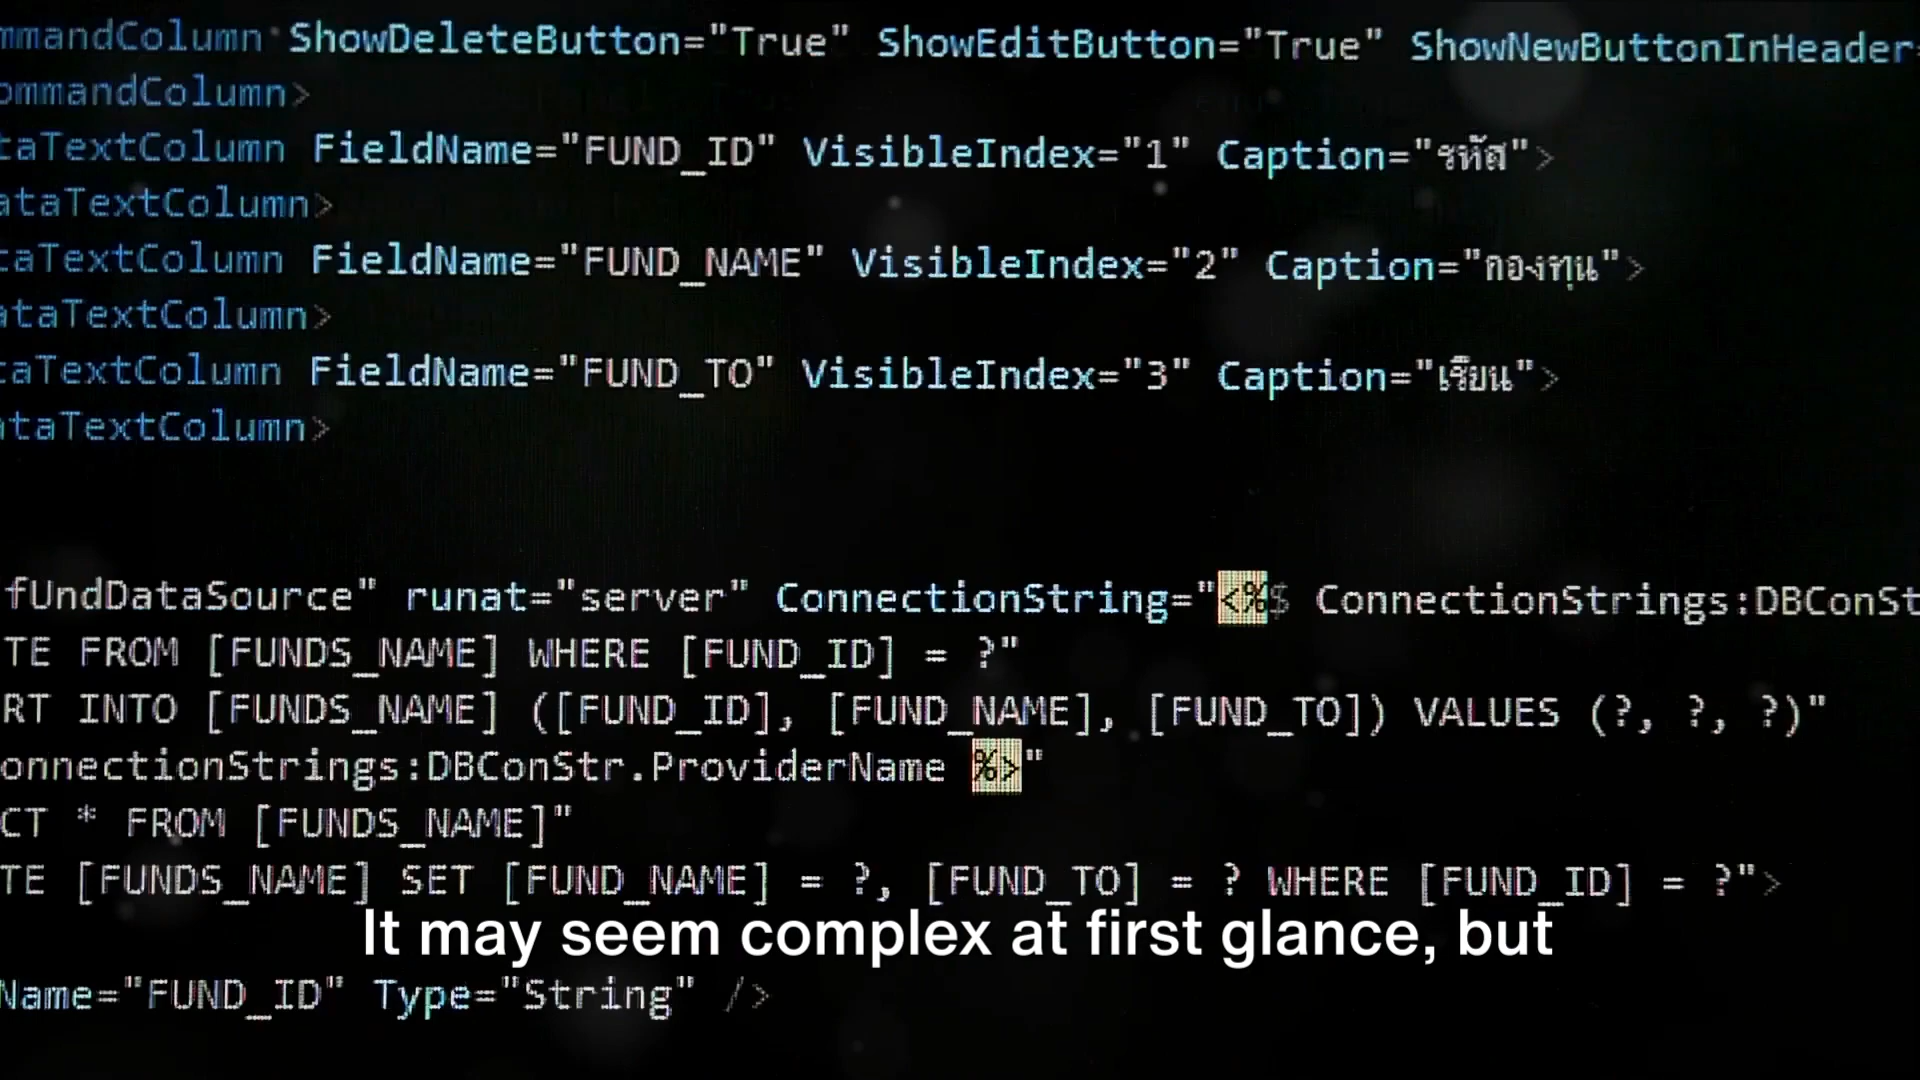 mmandColumn ShowDeleteButton="True" ShowEditButton="True" ShowNewButtonInHeader=
ommandColumn>
taTextColumn FieldName="FUND_ID" VisibleIndex="1" Caption="รหัส">
ataTextColumn>
taTextColumn FieldName="FUND_NAME" VisibleIndex="2" Caption="กองทุน">
ataTextColumn>
taTextColumn FieldName="FUND_TO" VisibleIndex="3" Caption="เรียน">
ataTextColumn>
fUndDataSource" runat="server" ConnectionString="<%$ ConnectionStrings:DBConSt
TE FROM [FUNDS_NAME] WHERE [FUND_ID] = ?"
RT INTO [FUNDS_NAME] ([FUND_ID], [FUND_NAME], [FUND_TO]) VALUES (?, ?, ?)"
onnectionStrings:DBConStr.ProviderName %>"
CT * FROM [FUNDS_NAME]"
TE [FUNDS_NAME] SET [FUND_NAME] = ?, [FUND_TO] = ? WHERE [FUND_ID] = ?">
It may seem complex at first glance, but
Name="FUND_ID" Type="String" />